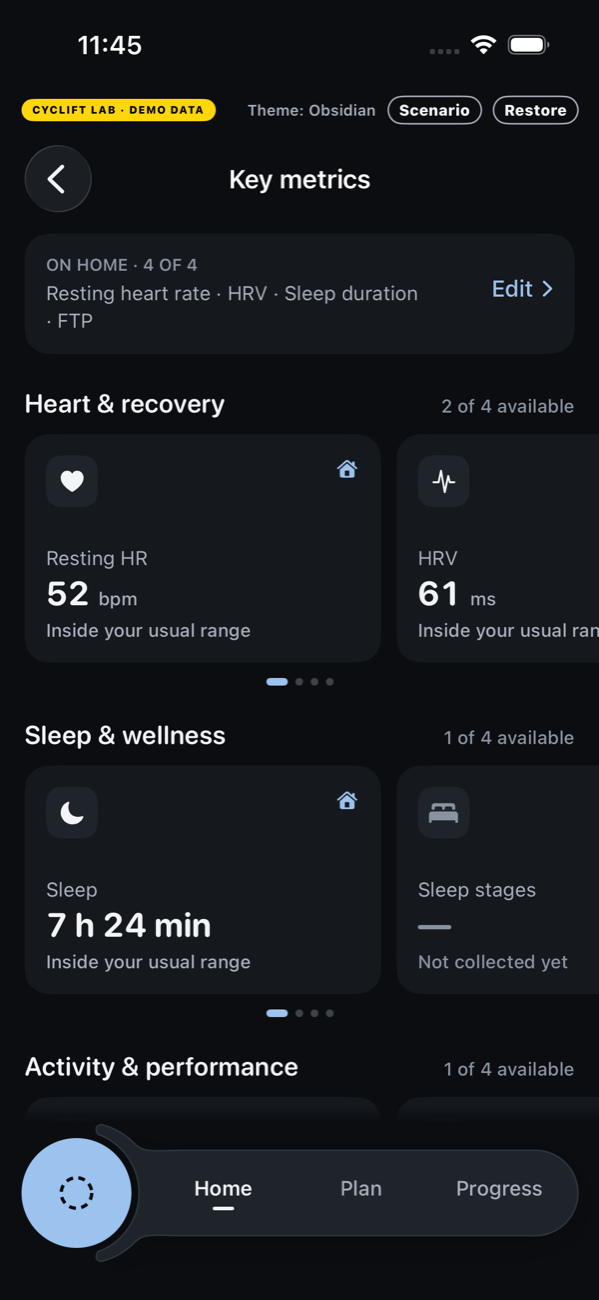 11:45
CYCLIFT LAB · DEMO DATA
Theme: Obsidian
Scenario
Restore
Key metrics
ON HOME · 4 OF 4
Resting heart rate · HRV · Sleep duration
· FTP
Edit
Heart & recovery
2 of 4 available
Resting HR
52 bpm
Inside your usual range
HRV
61 ms
Inside your usual ran
Sleep & wellness
1 of 4 available
Sleep
7 h 24 min
Inside your usual range
Sleep stages
—
Not collected yet
Activity & performance
1 of 4 available
Home
Plan
Progress